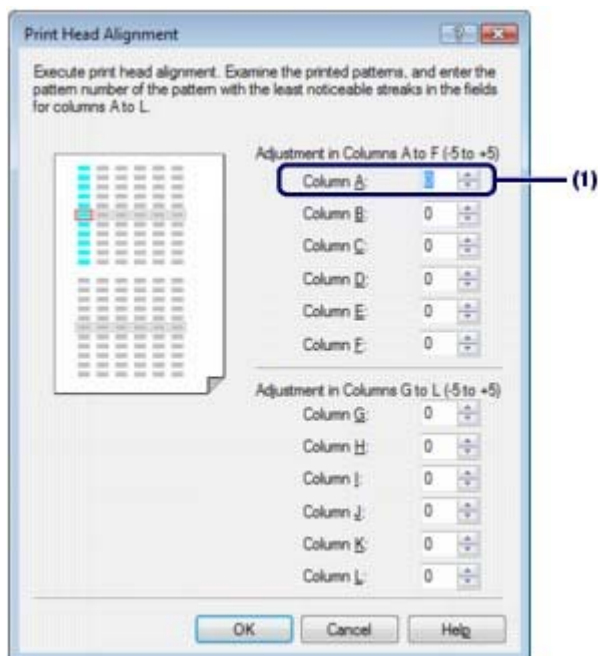 Print Head Alignment
Execute print head alignment. Examine the printed patterns, and enter the
pattern number of the pattern with the least noticeable streaks in the fields
for columns A to L.
Adjustment in Columns A to F (-5 to +5)
Column A: 0
(1)
Column B: 0
Column C: 0
Column D: 0
Column E: 0
Column F: 0
Adjustment in Columns G to L (-5 to +5)
Column G: 0
Column H: 0
Column I: 0
Column J: 0
Column K: 0
Column L: 0
OK Cancel Help